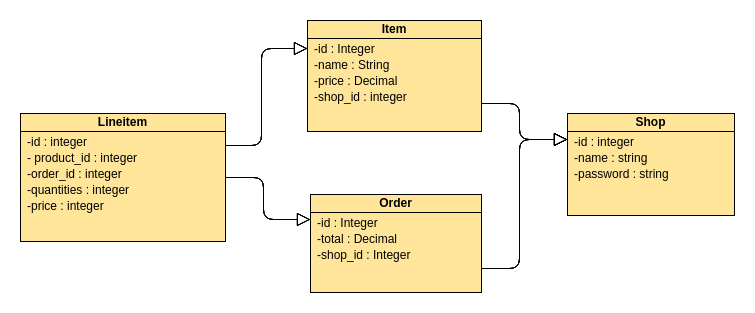 Item
-id : Integer
-name : String
-price : Decimal
-shop_id : integer
Lineitem
-id : integer
- product_id : integer
-order_id : integer
-quantities : integer
-price : integer
Shop
-id : integer
-name : string
-password : string
Order
-id : Integer
-total : Decimal
-shop_id : Integer